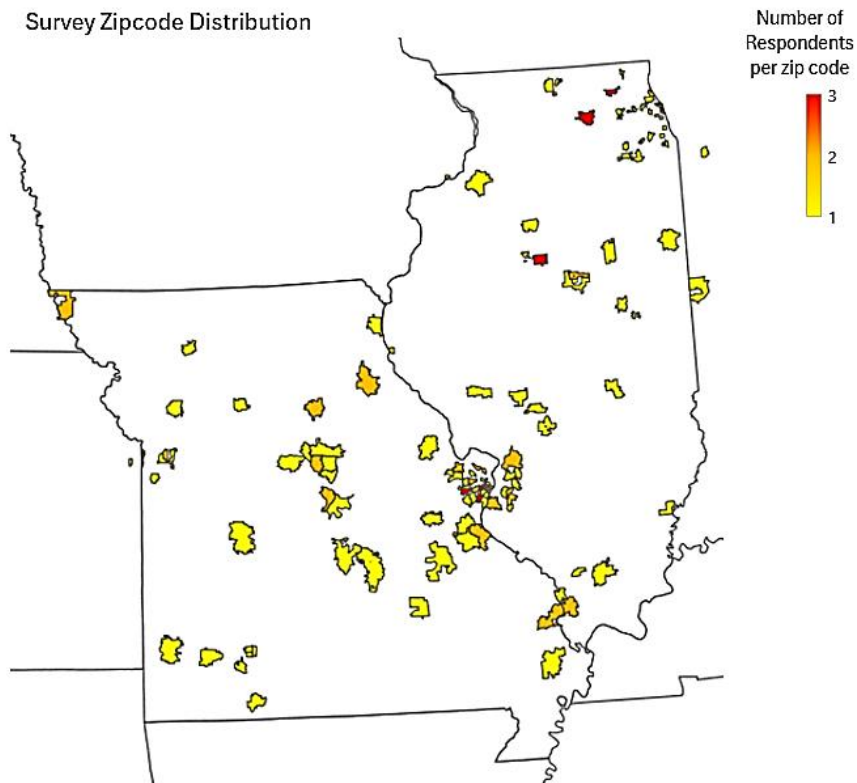 Survey Zipcode Distribution
Number of
Respondents
per zip code
3
2
1